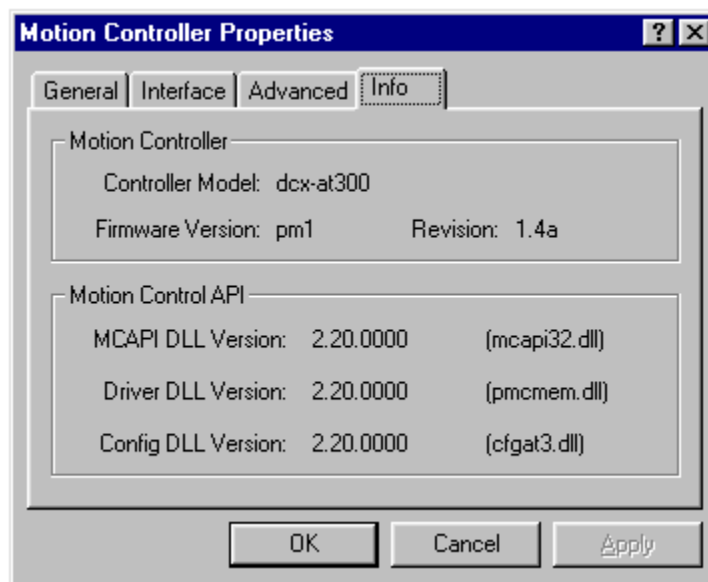 Motion Controller Properties
General Interface Advanced Info
Motion Controller
Controller Model: dcx-at300
Firmware Version: pm1 Revision: 1.4a
Motion Control API
MCAPI DLL Version: 2.20.0000 (mcapi32.dll)
Driver DLL Version: 2.20.0000 (pmcmem.dll)
Config DLL Version: 2.20.0000 (cfgat3.dll)
OK Cancel Apply